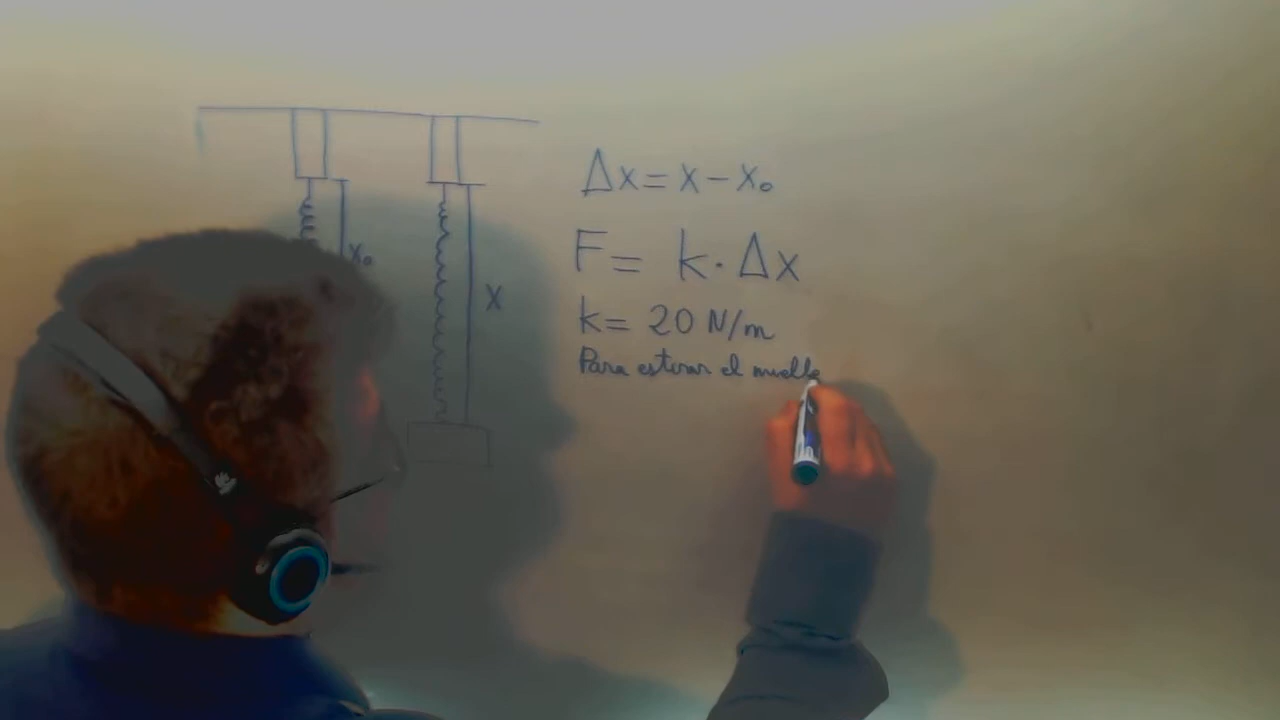 Δx = x - x₀
F = k · Δx
k = 20 N/m
Para estirar el muelle
x₀
x